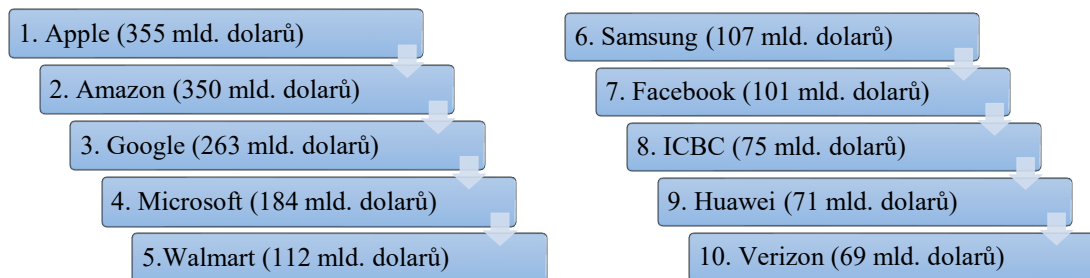 1. Apple (355 mld. dolarů)
2. Amazon (350 mld. dolarů)
3. Google (263 mld. dolarů)
4. Microsoft (184 mld. dolarů)
5.Walmart (112 mld. dolarů)
6. Samsung (107 mld. dolarů)
7. Facebook (101 mld. dolarů)
8. ICBC (75 mld. dolarů)
9. Huawei (71 mld. dolarů)
10. Verizon (69 mld. dolarů)